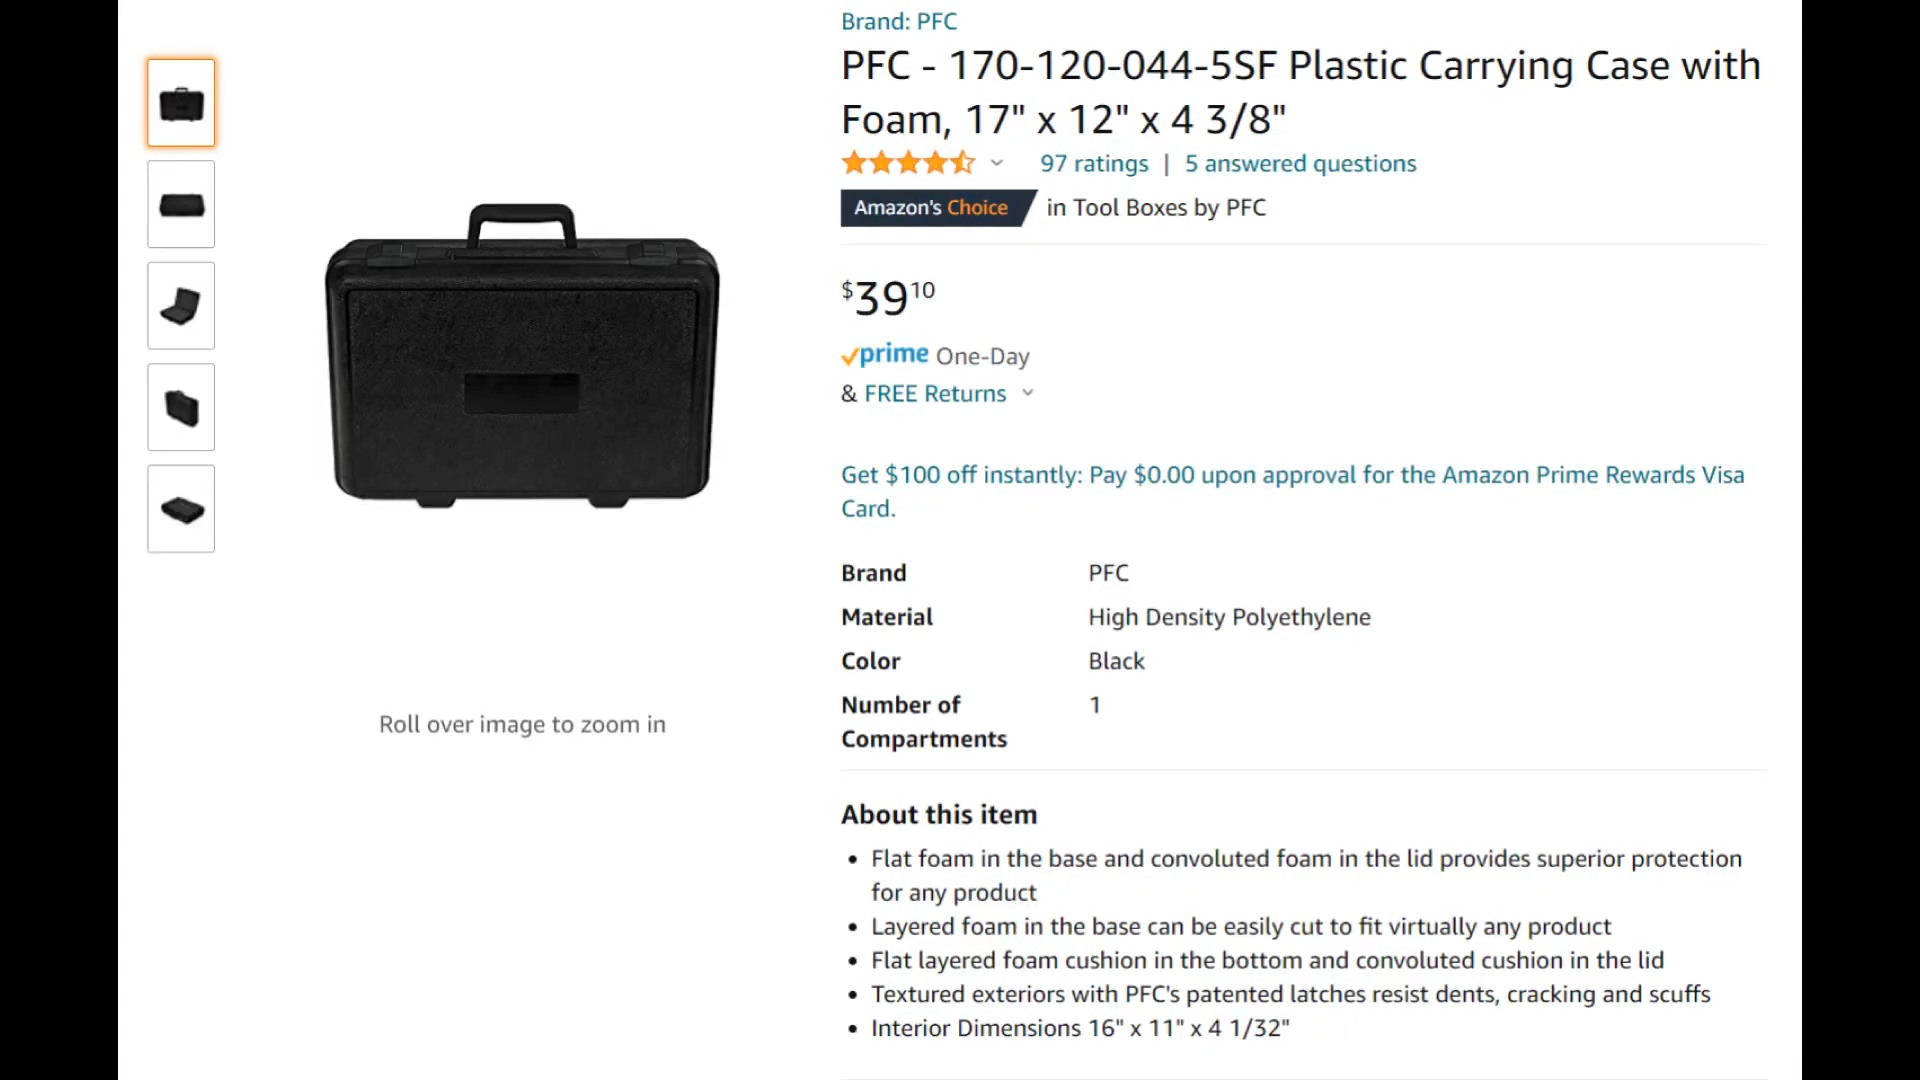 Brand: PFC
PFC - 170-120-044-5SF Plastic Carrying Case with
Foam, 17" x 12" x 4 3/8"
97 ratings | 5 answered questions
Amazon's Choice in Tool Boxes by PFC
$3910
prime One-Day
& FREE Returns
Get $100 off instantly: Pay $0.00 upon approval for the Amazon Prime Rewards Visa
Card.
Brand PFC
Material High Density Polyethylene
Color Black
Number of 1
Compartments
Roll over image to zoom in
About this item
• Flat foam in the base and convoluted foam in the lid provides superior protection
for any product
• Layered foam in the base can be easily cut to fit virtually any product
• Flat layered foam cushion in the bottom and convoluted cushion in the lid
• Textured exteriors with PFC's patented latches resist dents, cracking and scuffs
• Interior Dimensions 16" x 11" x 4 1/32"